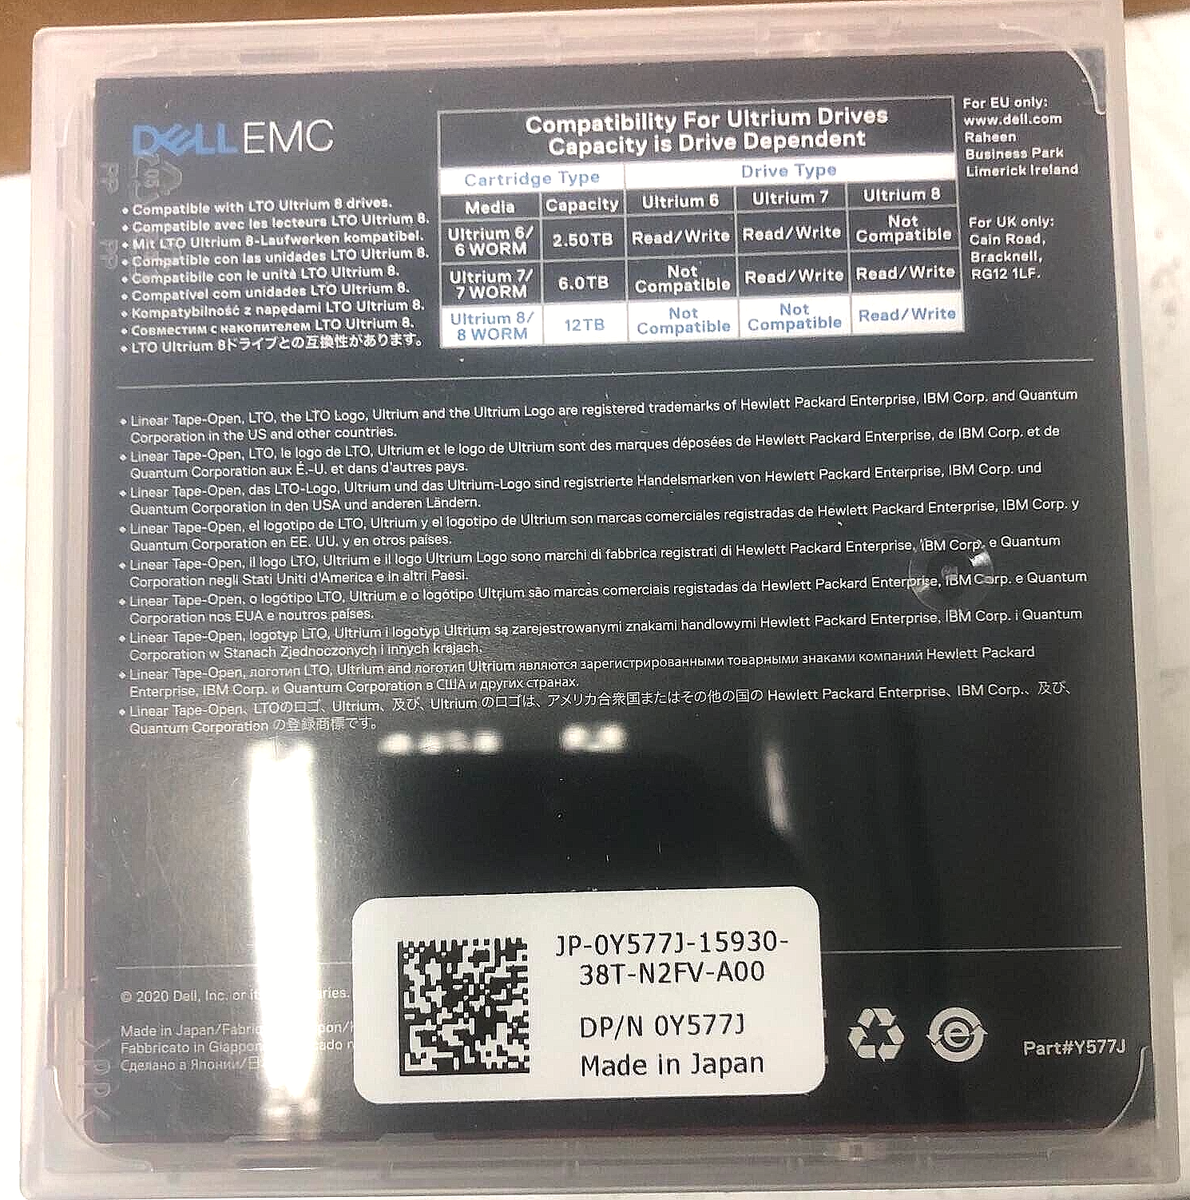 DELL EMC
• Compatible with LTO Ultrium 8 drives.
• Compatible avec les lecteurs LTO Ultrium 8.
• Mit LTO Ultrium 8-Laufwerken kompatibel.
• Compatible con las unidades LTO Ultrium 8.
• Compatibile con le unità LTO Ultrium 8.
• Compatível com unidades LTO Ultrium 8.
• Kompatybilność z napędami LTO Ultrium 8.
• Совместим с накопителем LTO Ultrium 8.
• LTO Ultrium 8ドライブとの互換性があります。
Compatibility For Ultrium Drives
Capacity is Drive Dependent
Cartridge Type Drive Type
Media Capacity Ultrium 6 Ultrium 7 Ultrium 8
Ultrium 6/
6 WORM 2.50TB Read/Write Read/Write Not
Compatible
Ultrium 7/
7 WORM 6.0TB Not
Compatible Read/Write Read/Write
Ultrium 8/
8 WORM 12TB Not
Compatible Not
Compatible Read/Write
For EU only:
www.dell.com
Raheen
Business Park
Limerick Ireland
For UK only:
Cain Road,
Bracknell,
RG12 1LF.
• Linear Tape-Open, LTO, the LTO Logo, Ultrium and the Ultrium Logo are registered trademarks of Hewlett Packard Enterprise, IBM Corp. and Quantum
Corporation in the US and other countries.
• Linear Tape-Open, LTO, le logo de LTO, Ultrium et le logo de Ultrium sont des marques déposées de Hewlett Packard Enterprise, de IBM Corp. et de
Quantum Corporation aux É.-U. et dans d'autres pays.
• Linear Tape-Open, das LTO-Logo, Ultrium und das Ultrium-Logo sind registrierte Handelsmarken von Hewlett Packard Enterprise, IBM Corp. und
Quantum Corporation in den USA und anderen Ländern.
• Linear Tape-Open, el logotipo de LTO, Ultrium y el logotipo de Ultrium son marcas comerciales registradas de Hewlett Packard Enterprise, IBM Corp. y
Quantum Corporation en EE. UU. y en otros países.
• Linear Tape-Open, il logo LTO, Ultrium e il logo Ultrium Logo sono marchi di fabbrica registrati di Hewlett Packard Enterprise, IBM Corp. e Quantum
Corporation negli Stati Uniti d'America e in altri Paesi.
• Linear Tape-Open, o logótipo LTO, Ultrium e o logótipo Ultrium são marcas comerciais registadas da Hewlett Packard Enterprise, IBM Corp. e Quantum
Corporation nos EUA e noutros países.
• Linear Tape-Open, logotyp LTO, Ultrium i logotyp Ultrium są zarejestrowanymi znakami handlowymi Hewlett Packard Enterprise, IBM Corp. i Quantum
Corporation w Stanach Zjednoczonych i innych krajach.
• Linear Tape-Open, логотип LTO, Ultrium and логотип Ultrium являются зарегистрированными товарными знаками компаний Hewlett Packard
Enterprise, IBM Corp. и Quantum Corporation в США и других странах.
• Linear Tape-Open、LTOのロゴ、Ultrium、及び、Ultrium のロゴは、アメリカ合衆国またはその他の国の Hewlett Packard Enterprise、IBM Corp.、及び、
Quantum Corporation の登録商標です。
© 2020 Dell, Inc. or
Made in Japan/
Fabbricato in
Сделано в Японии/
JP-0Y577J-15930-
38T-N2FV-A00
DP/N 0Y577J
Made in Japan
Part#Y577J